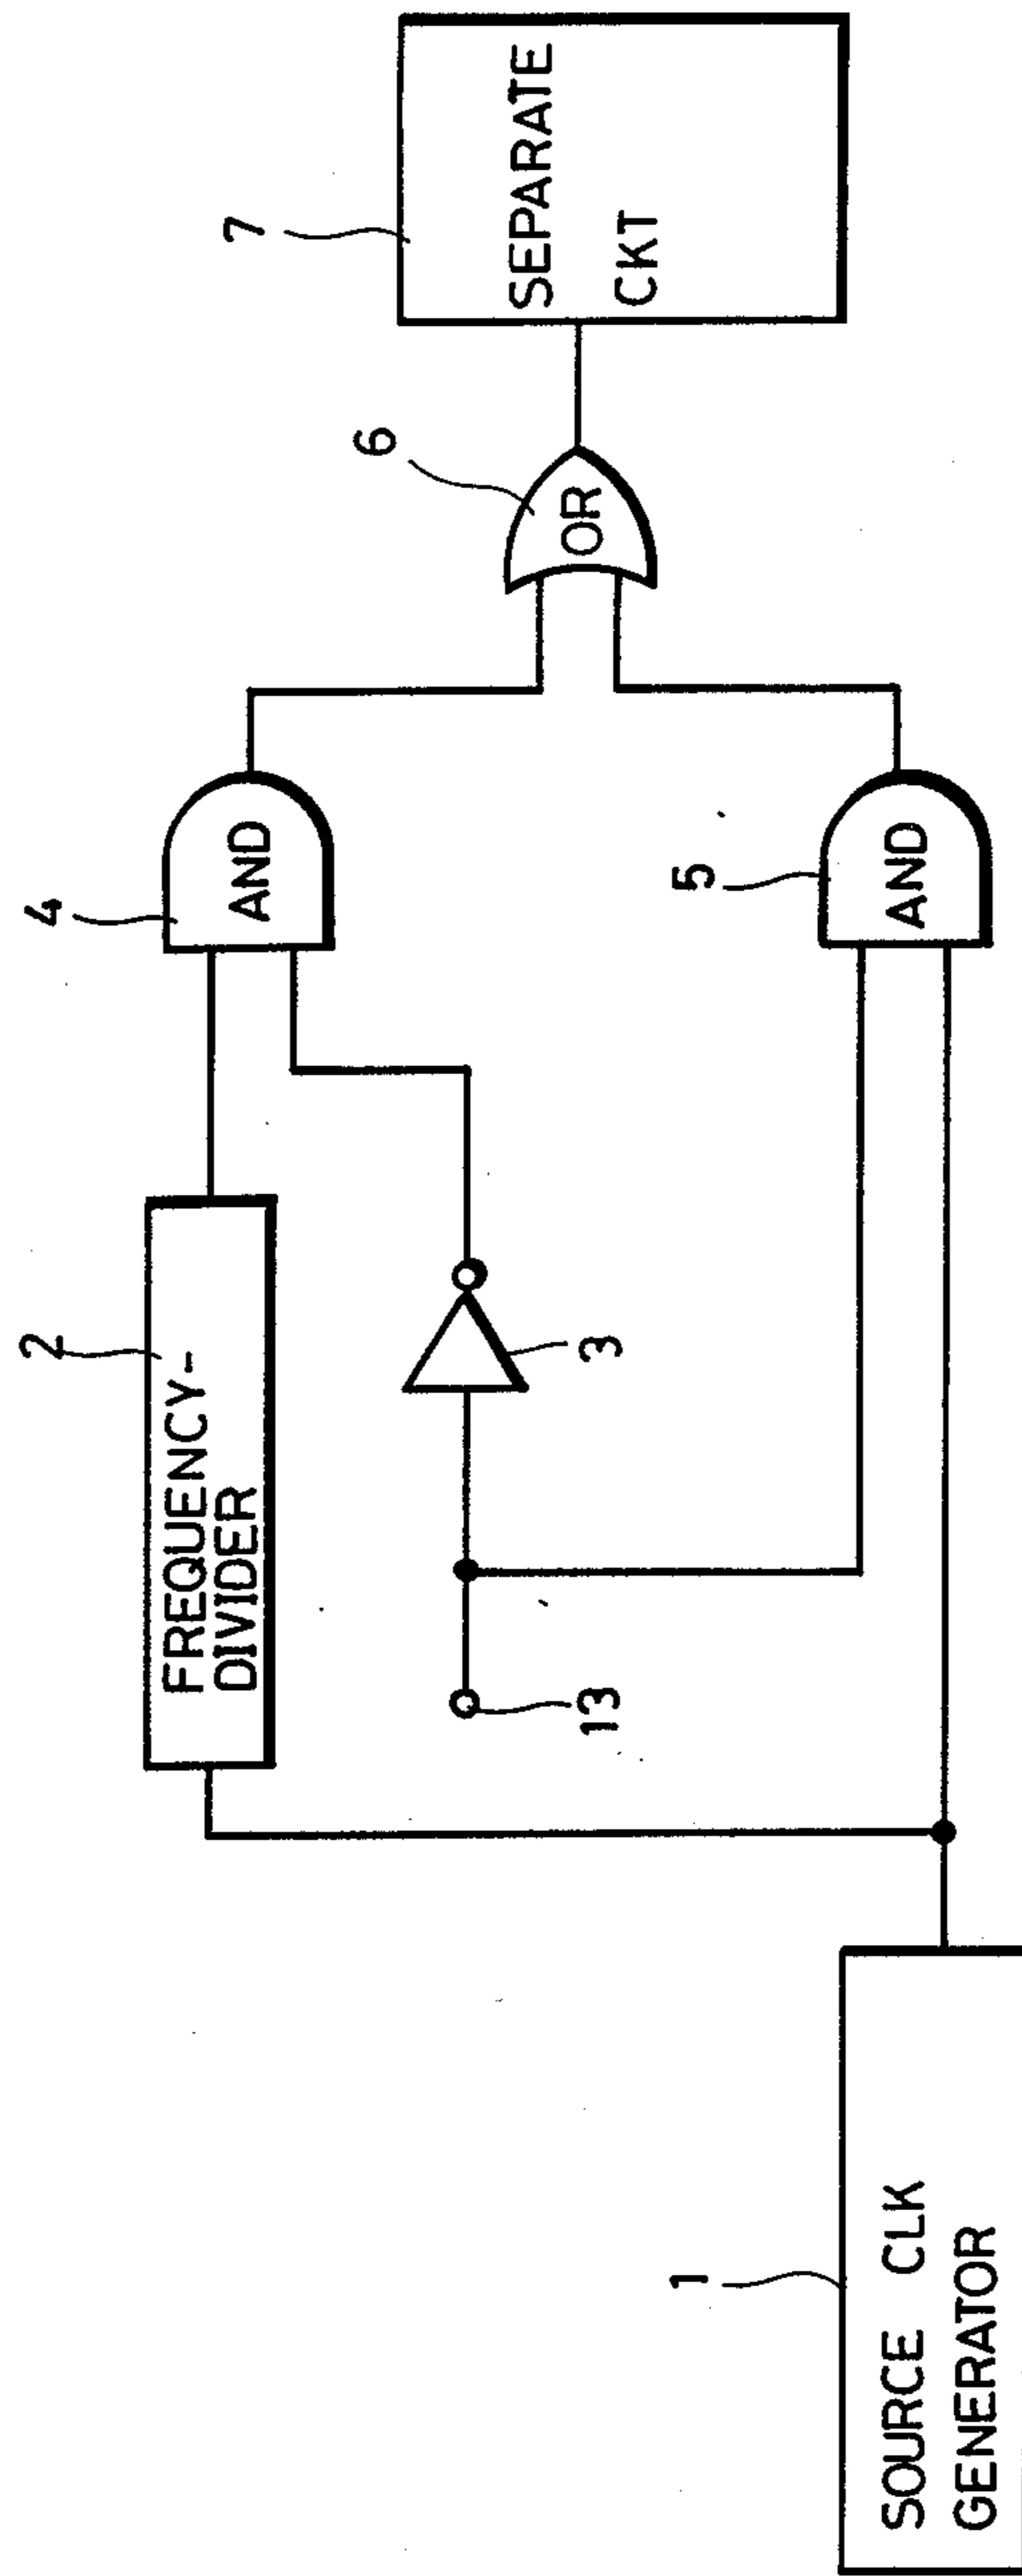 1
SOURCE CLK
GENERATOR
2
FREQUENCY-
DIVIDER
13
3
4
AND
5
AND
6
OR
7
SEPARATE
CKT